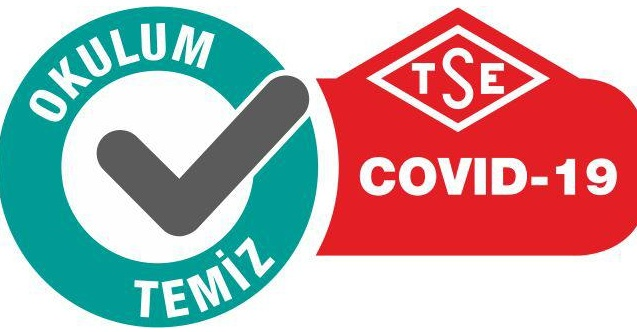 OKULUM
TEMİZ
TSE
COVID-19